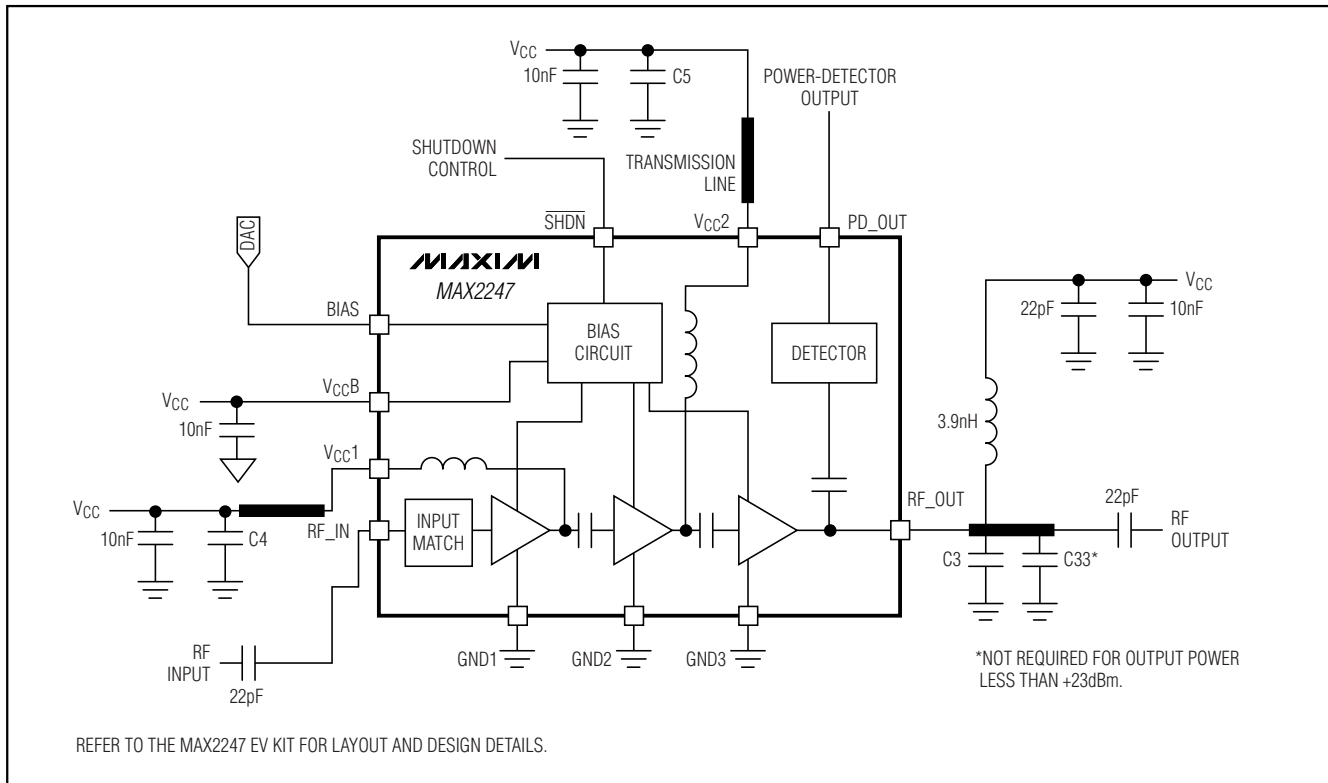 VCC
10nF
C5
POWER-DETECTOR
OUTPUT
SHUTDOWN
CONTROL
TRANSMISSION
LINE
DAC
SHDN
VCC2
PD_OUT
MAXIM
MAX2247
BIAS
BIAS
CIRCUIT
DETECTOR
VCC
22pF
10nF
3.9nH
VCC
VCCB
10nF
VCC1
VCC
10nF
C4
RF_IN
INPUT
MATCH
RF_OUT
22pF
RF
OUTPUT
C3
C33*
RF
INPUT
22pF
GND1
GND2
GND3
*NOT REQUIRED FOR OUTPUT POWER
LESS THAN +23dBm.
REFER TO THE MAX2247 EV KIT FOR LAYOUT AND DESIGN DETAILS.